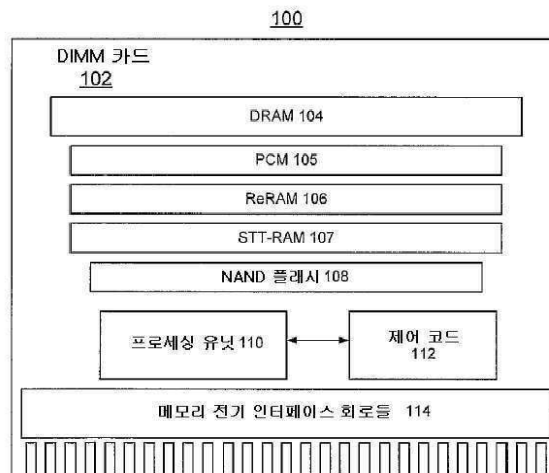 100
DIMM 카드
102
DRAM 104
PCM 105
ReRAM 106
STT-RAM 107
NAND 플래시 108
프로세싱 유닛 110
제어 코드
112
메모리 전기 인터페이스 회로들 114